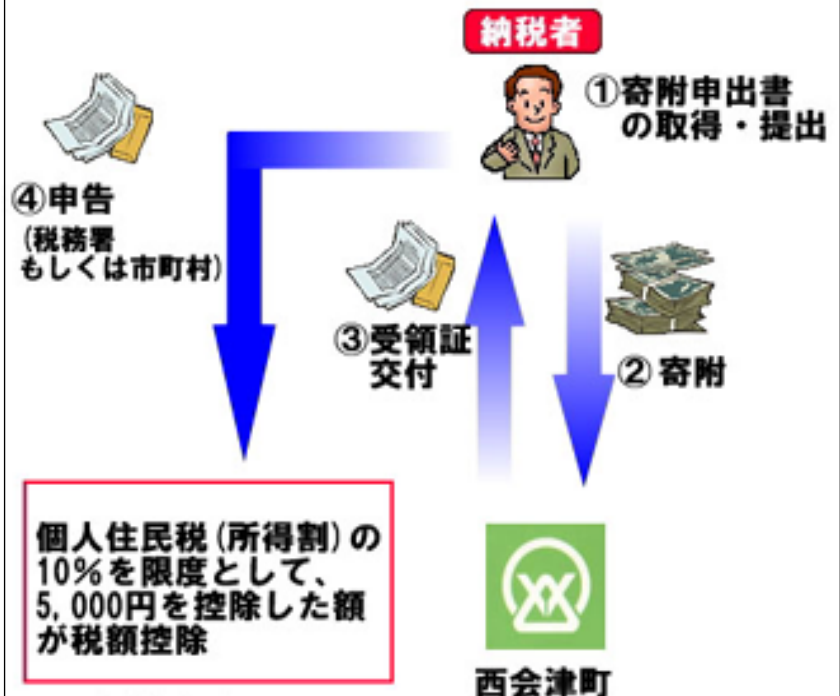 納税者
①寄附申出書
の取得・提出
④申告
(税務署
もしくは市町村)
③受領証
交付
②寄附
個人住民税(所得割)の
10%を限度として、
5,000円を控除した額
が税額控除
西会津町